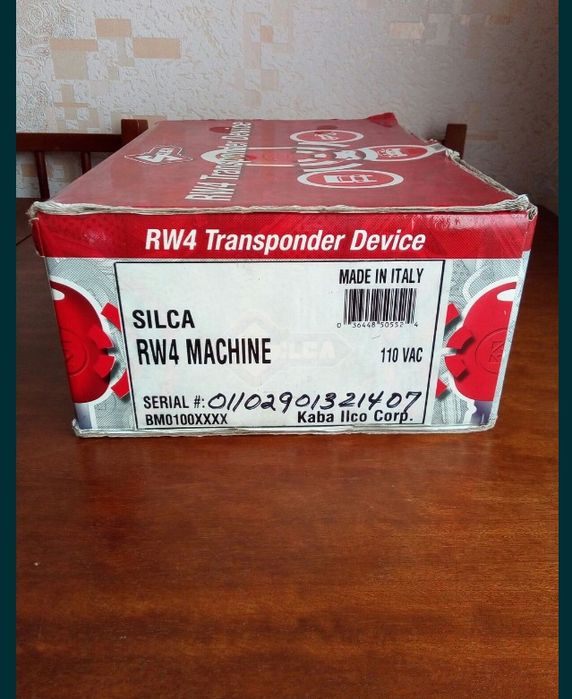 SILCA
RW4 Transponder Device
RW4 Transponder Device
MADE IN ITALY
0 36448 50552 4
SILCA
RW4 MACHINE
110 VAC
SERIAL #: 01102901321407
BM0100XXXX
Kaba Ilco Corp.